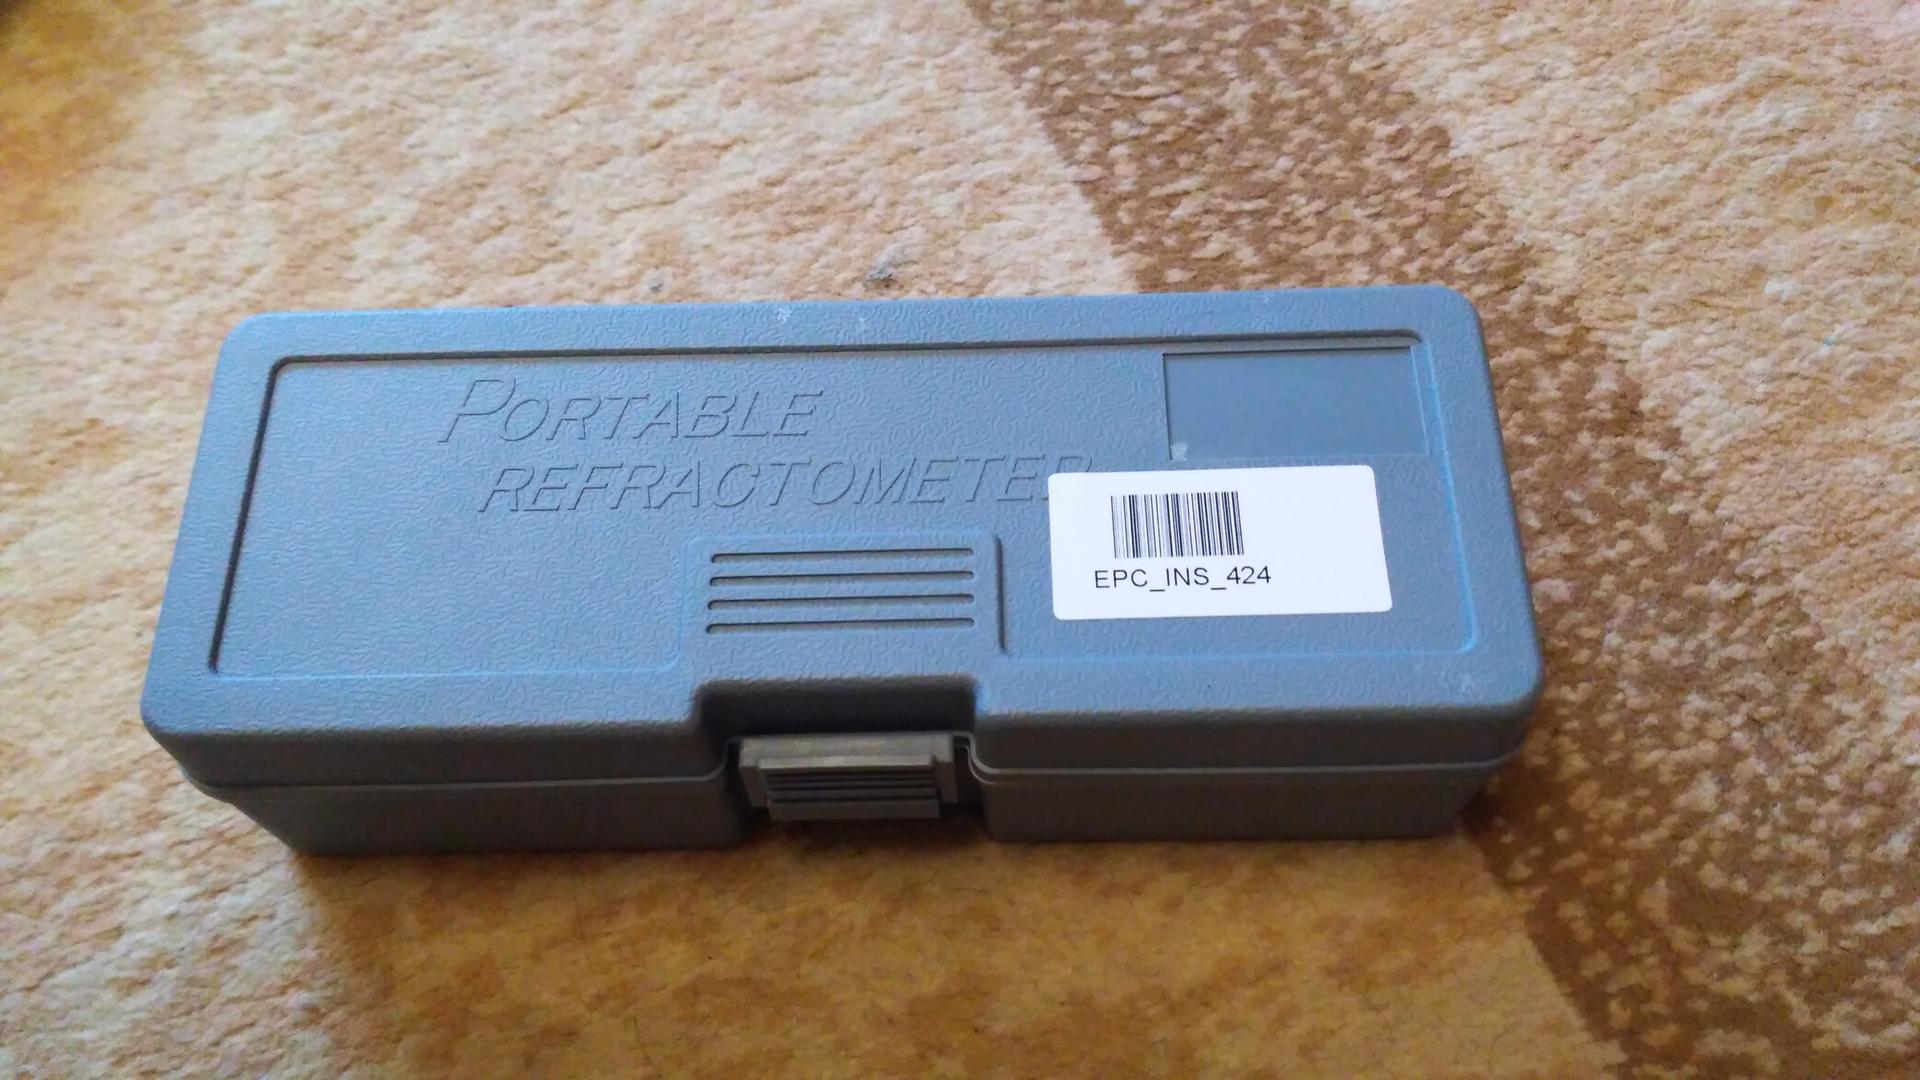 PORTABLE
REFRACTOMETER
EPC_INS_424